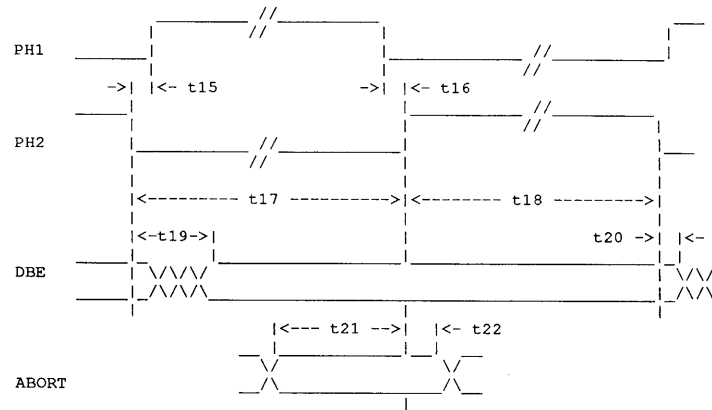 PH1
->| |<- t15 ->| |<- t16
PH2
|<-------- t17 -------->|<-------- t18 -------->|
|<-t19->| t20 ->| |<-
DBE
|<--- t21 --->| |<- t22
ABORT